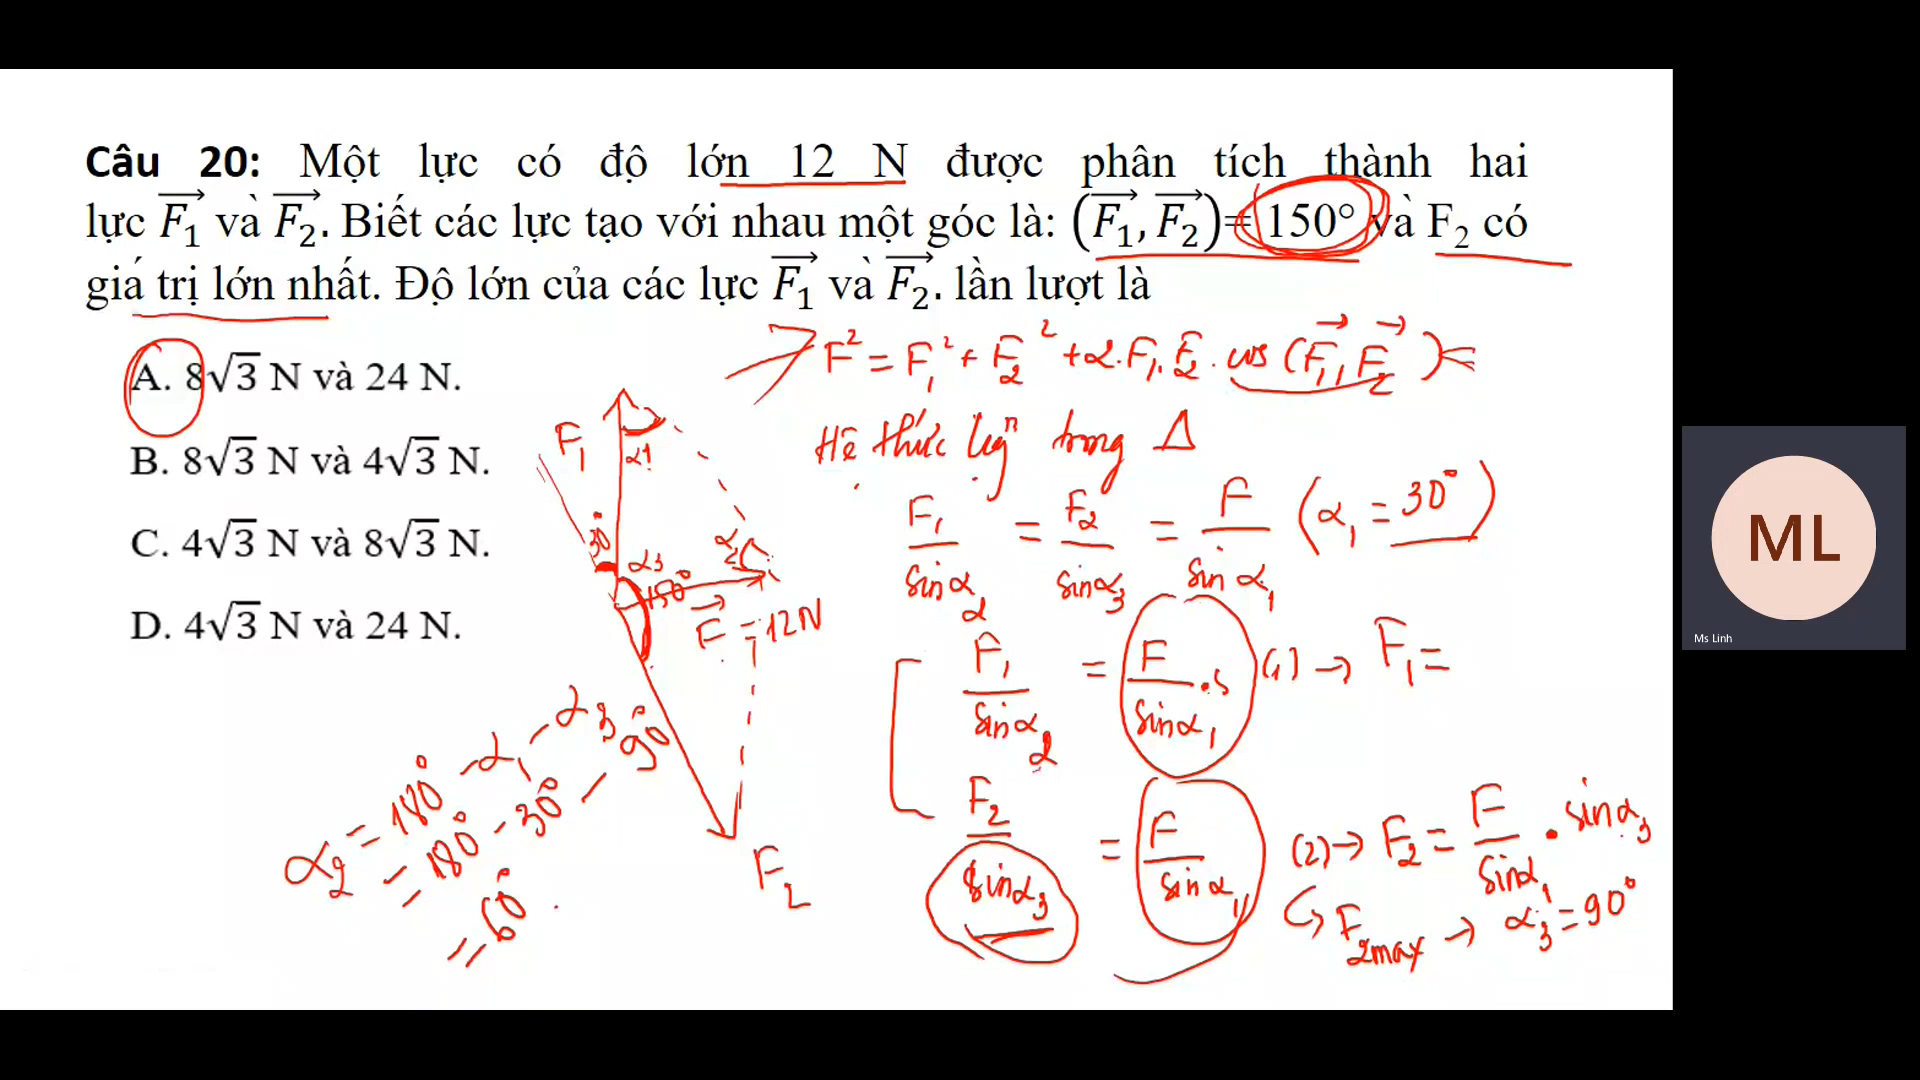 Câu 20: Một lực có độ lớn 12 N được phân tích thành hai
lực F₁ và F₂. Biết các lực tạo với nhau một góc là: (F₁, F₂)= 150° và F₂ có
giá trị lớn nhất. Độ lớn của các lực F₁ và F₂. lần lượt là
A. 8√3 N và 24 N.
B. 8√3 N và 4√3 N.
C. 4√3 N và 8√3 N.
D. 4√3 N và 24 N.
F² = F₁² + F₂² + 2.F₁.F₂.cos(F₁, F₂)
Hệ thức lượng trong Δ
F₁/sinα₂ = F₂/sinα₃ = F/sinα₁ (α₁ = 30°)
F₁/sinα₂ = F/sinα₁ (1) → F₁ =
F₂/sinα₃ = F/sinα₁ (2) → F₂ = F/sinα₁ . sinα₃
F₂max → α₃ = 90°
F₁
α₁
30°
α₃
150°
α₂
F = 12N
F₂
α₂ = 180° - α₁ - α₃
= 180° - 30° - 90°
= 60°
ML
Ms Linh